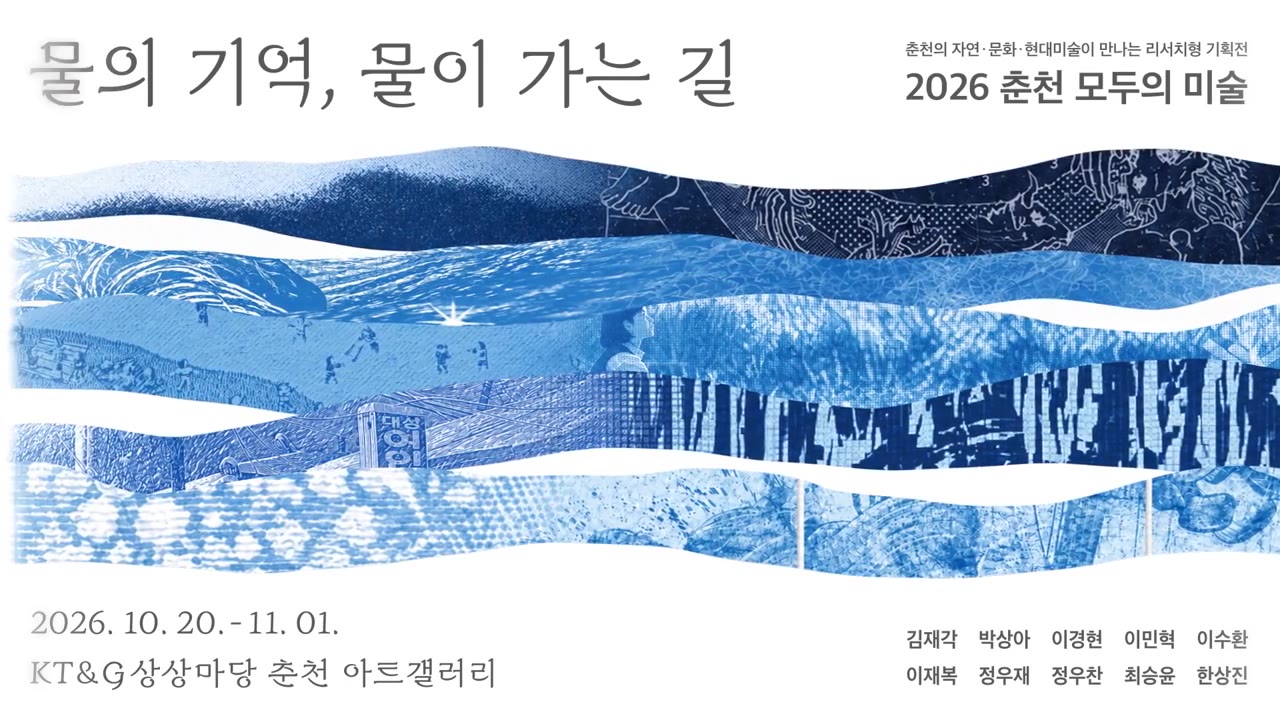 물의 기억, 물이 가는 길
춘천의 자연·문화·현대미술이 만나는 리서치형 기획전
2026 춘천 모두의 미술
3
대성
2026. 10. 20. - 11. 01.
KT&G상상마당 춘천 아트갤러리
김재각 박상아 이경현 이민혁 이수환
이재복 정우재 정우찬 최승윤 한상진